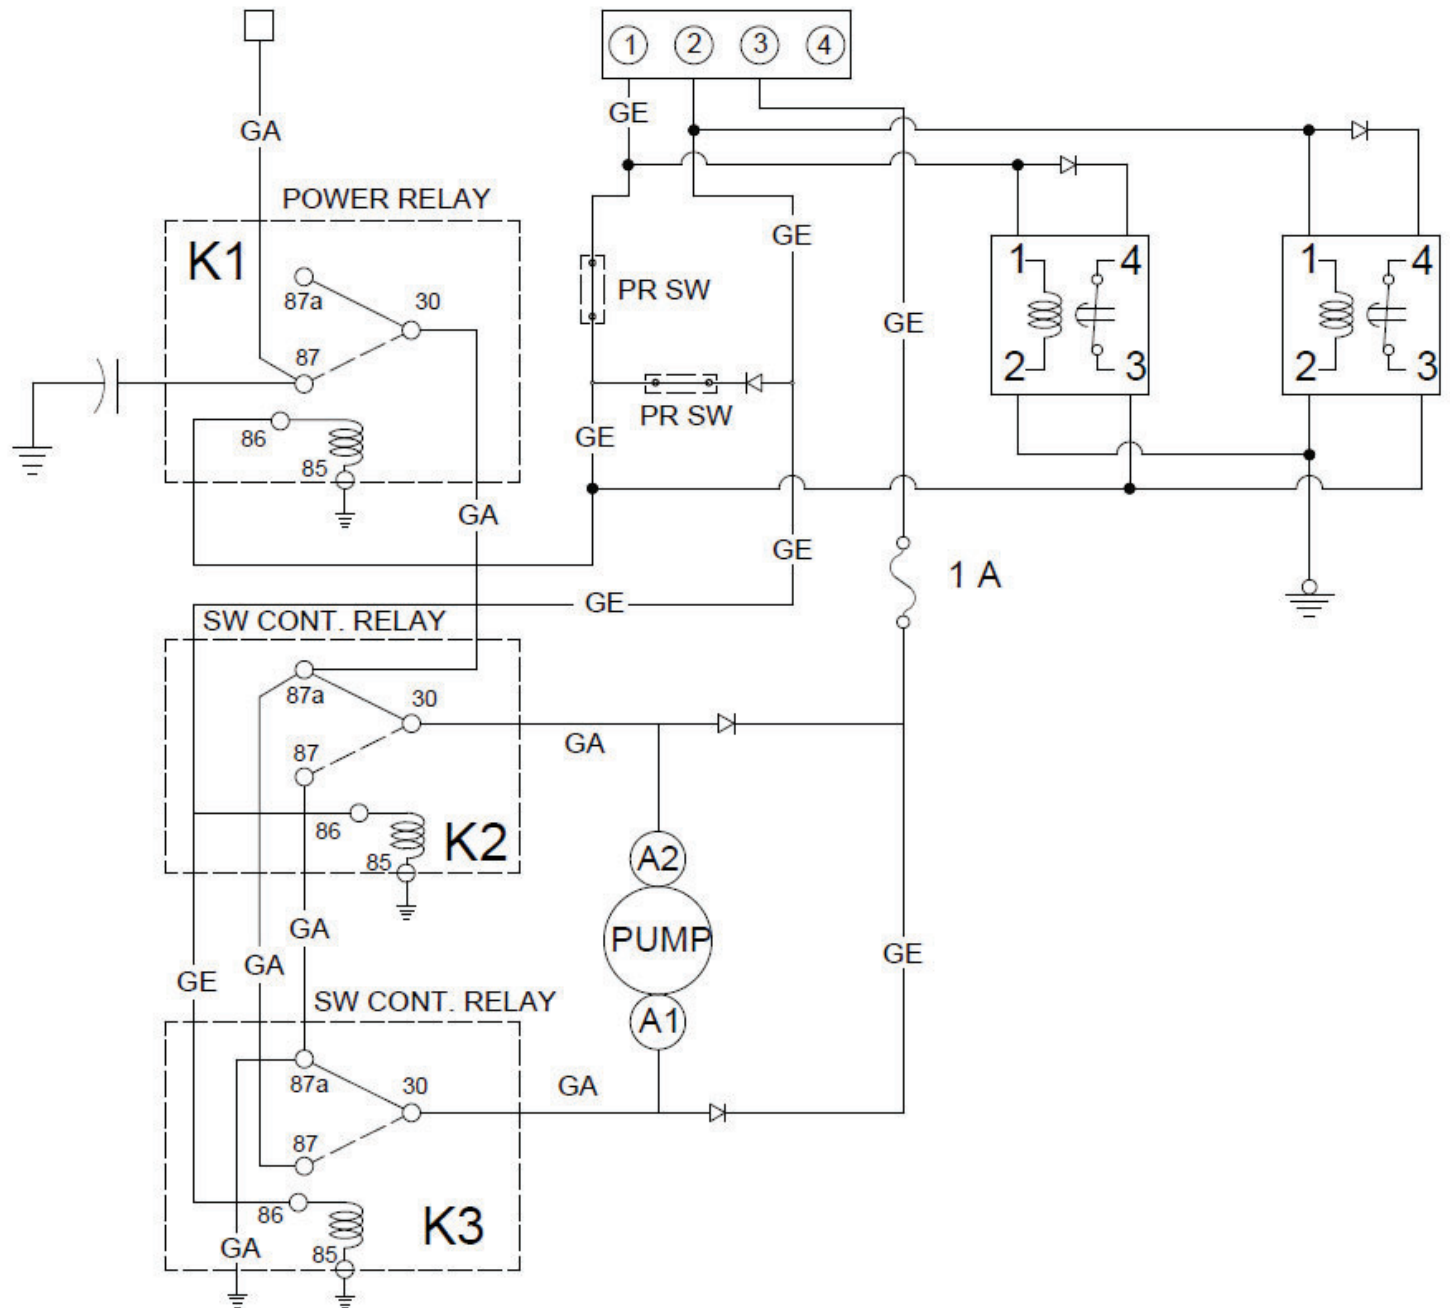 1 2 3 4
GE
GA
POWER RELAY
K1
GE
87a 30
PR SW
GE
1 4
1 4
87
2 3
2 3
PR SW
86
GE
85
GA
GE
1 A
GE
SW CONT. RELAY
87a 30
GA
87
86
85
K2
A2
GA
PUMP
GA
GE
GE
SW CONT. RELAY
A1
87a 30
GA
87
86
K3
GA
85